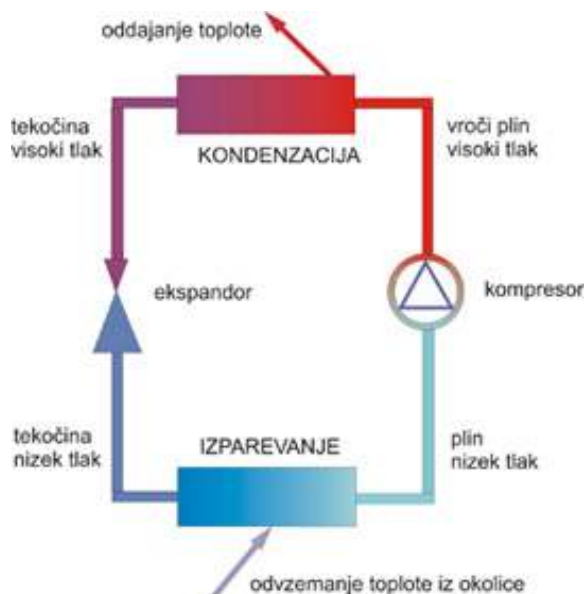 oddajanje toplote
tekočina
visoki tlak
KONDENZACIJA
vroči plin
visoki tlak
ekspandor
kompresor
tekočina
nizek tlak
IZPAREVANJE
plin
nizek tlak
odvzemanje toplote iz okolice